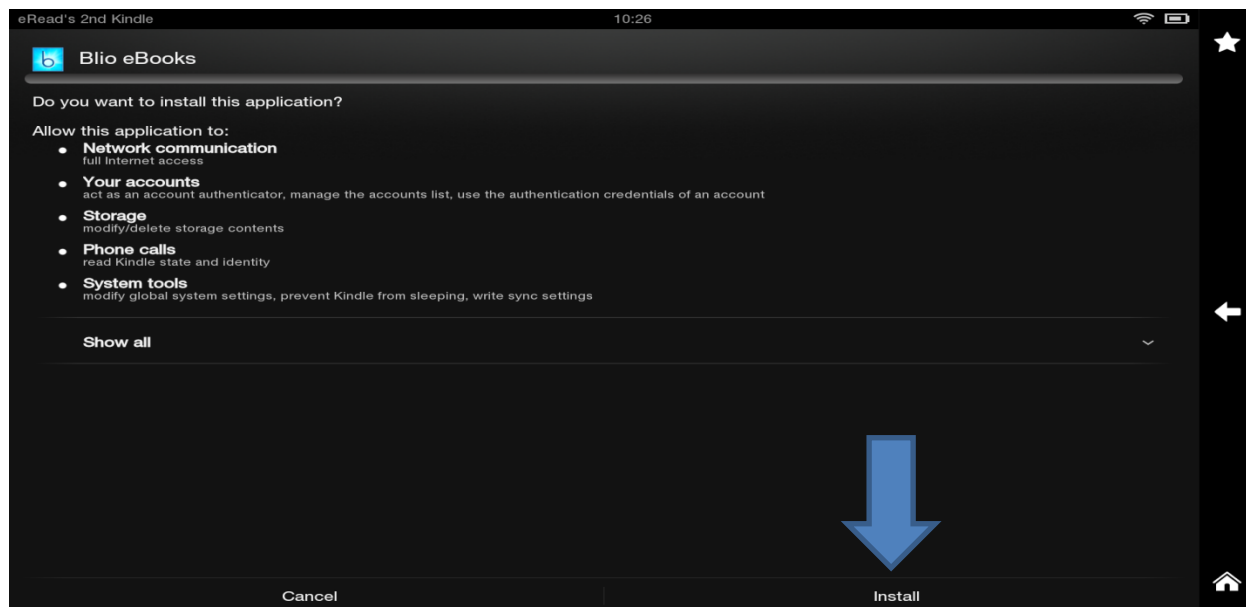 eRead's 2nd Kindle 10:26
b Blio eBooks
Do you want to install this application?
Allow this application to:
• Network communication
full Internet access
• Your accounts
act as an account authenticator, manage the accounts list, use the authentication credentials of an account
• Storage
modify/delete storage contents
• Phone calls
read Kindle state and identity
• System tools
modify global system settings, prevent Kindle from sleeping, write sync settings
Show all
Cancel Install